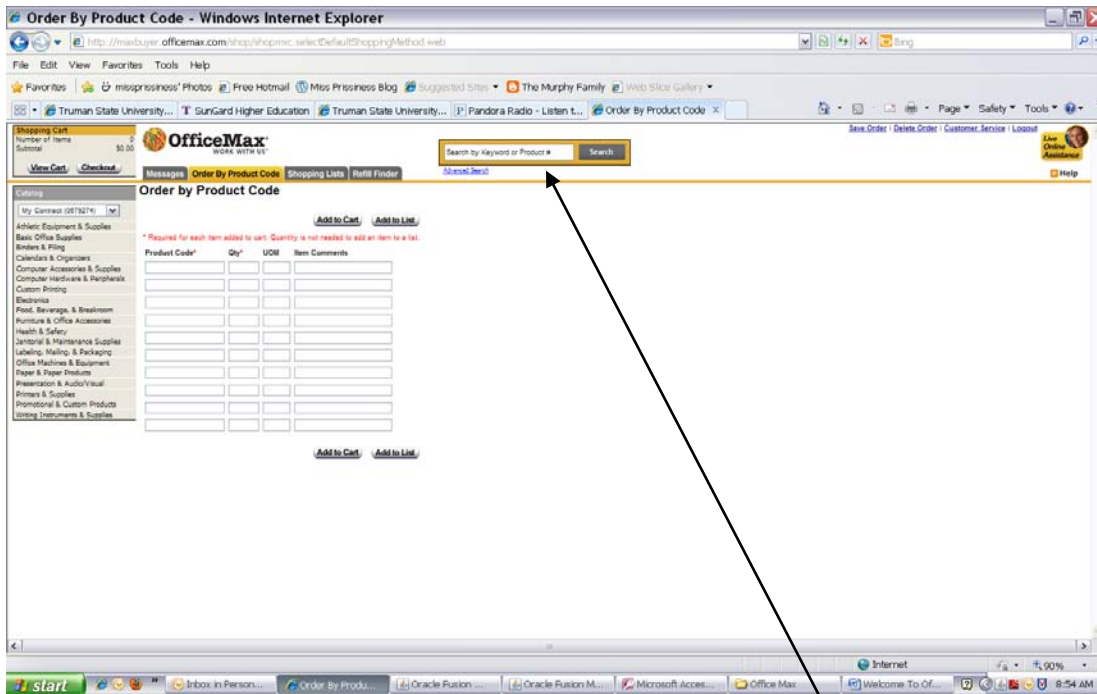 Order By Product Code - Windows Internet Explorer
http://maxbuyer.officemax.com/shop/shopmvc.selectDefaultShoppingMethod.web
Bing
File Edit View Favorites Tools Help
Favorites missprissiness' Photos Free Hotmail Miss Prissiness Blog Suggested Sites The Murphy Family Web Slice Gallery
Truman State University... T SunGard Higher Education Truman State University... P Pandora Radio - Listen t... Order By Product Code X Page Safety Tools
Shopping Cart
Number of Items 0
Subtotal $0.00
View Cart Checkout
OfficeMax
WORK WITH US
Search by Keyword or Product # Search
Advanced Search
Save Order | Delete Order | Customer Service | Logout
Live
Online
Assistance
Help
Messages Order By Product Code Shopping Lists Refill Finder
Catalog
My Contract (0878274)
Athletic Equipment & Supplies
Basic Office Supplies
Binders & Filing
Calendars & Organizers
Computer Accessories & Supplies
Computer Hardware & Peripherals
Custom Printing
Electronics
Food, Beverage, & Breakroom
Furniture & Office Accessories
Health & Safety
Janitorial & Maintenance Supplies
Labeling, Mailing, & Packaging
Office Machines & Equipment
Paper & Paper Products
Presentation & Audio/Visual
Printers & Supplies
Promotional & Custom Products
Writing Instruments & Supplies
Order by Product Code
Add to Cart Add to List
* Required for each item added to cart. Quantity is not needed to add an item to a list.
Product Code* Qty* UOM Item Comments
Add to Cart Add to List
Internet 90%
start Inbox in Person... Order By Produ... Oracle Fusion ... Oracle Fusion M... Microsoft Acces... Office Max Welcome To Of... 8:54 AM